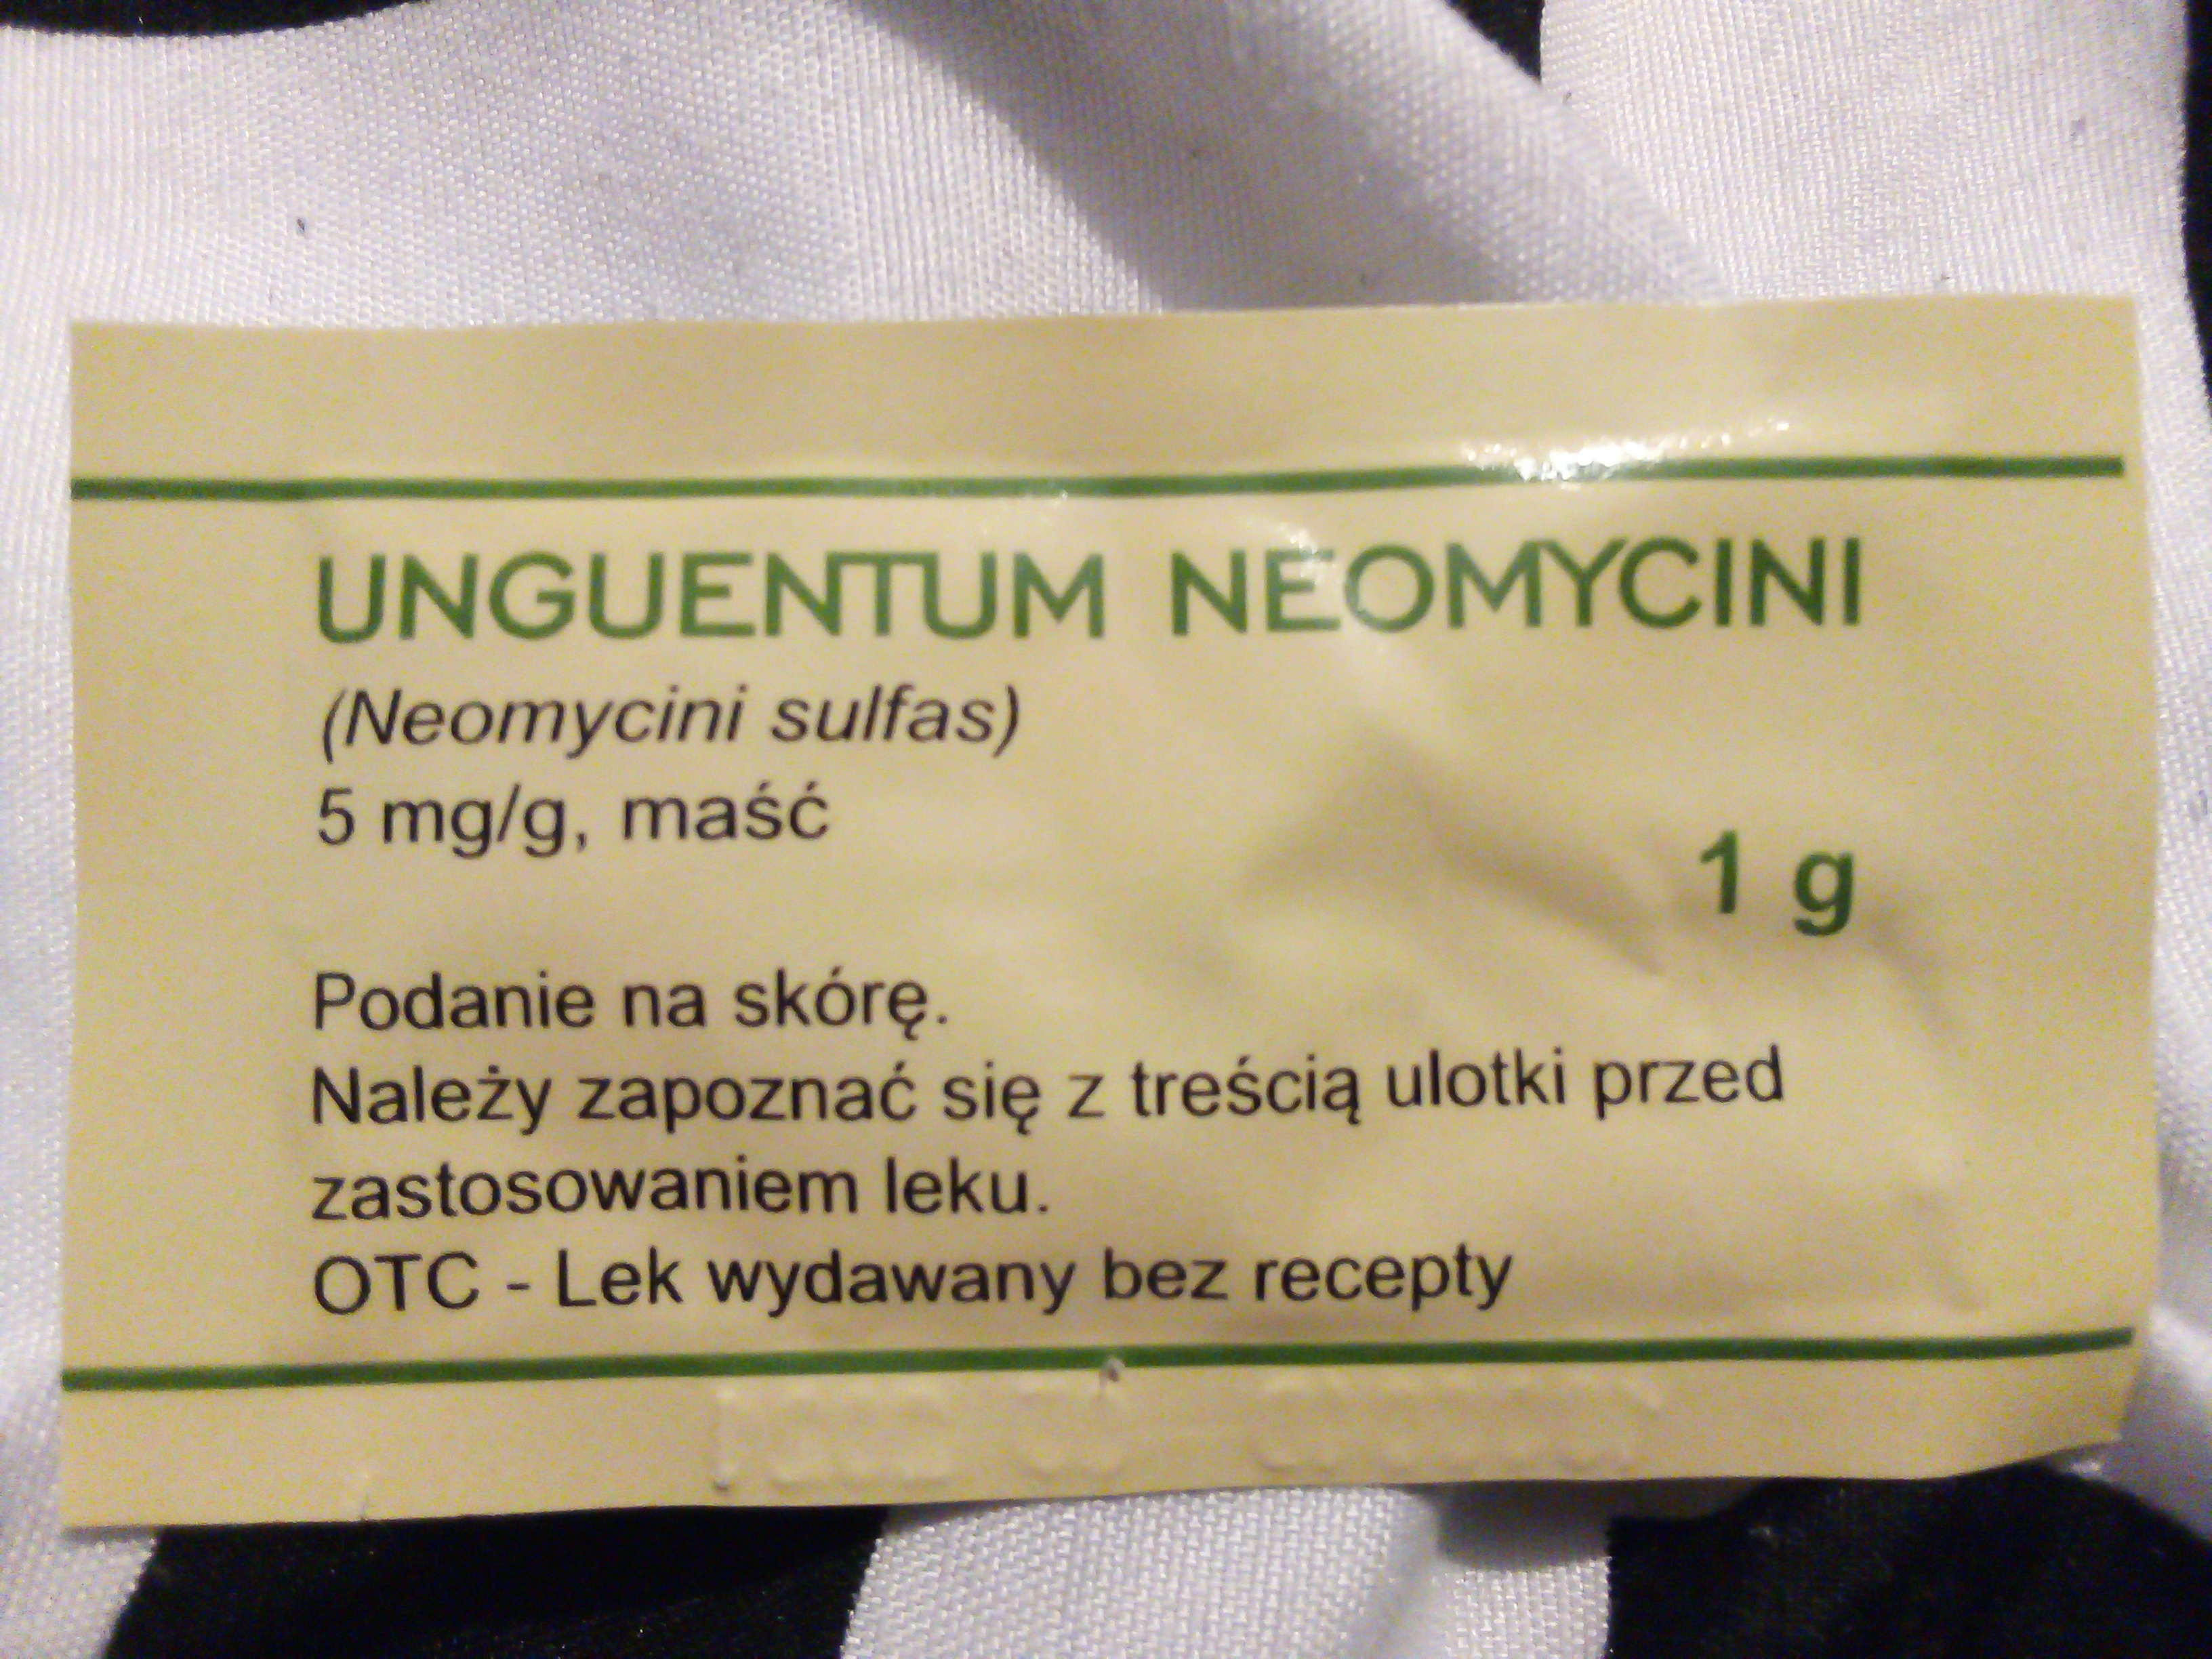 UNGUENTUM NEOMYCINI
(Neomycini sulfas)
5 mg/g, maść
1 g
Podanie na skórę.
Należy zapoznać się z treścią ulotki przed
zastosowaniem leku.
OTC - Lek wydawany bez recepty